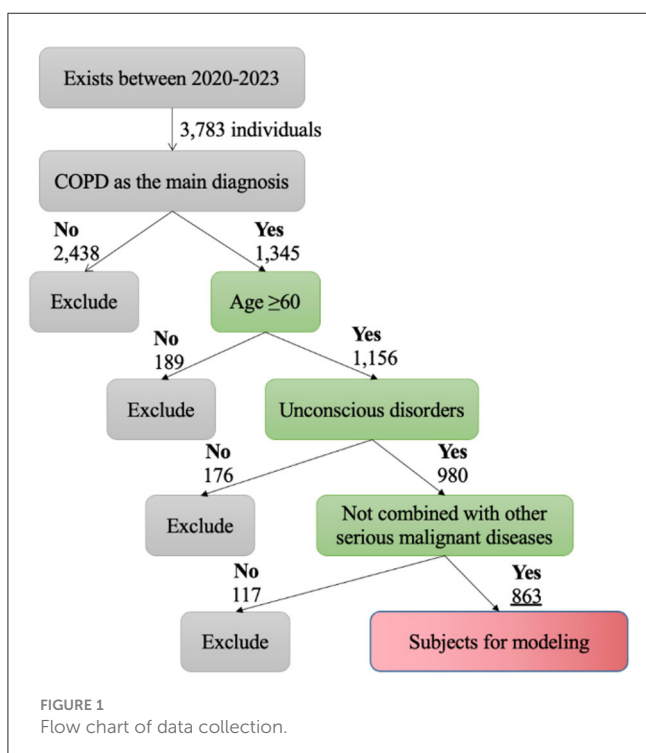 Exists between 2020-2023
3,783 individuals
COPD as the main diagnosis
No
2,438
Yes
1,345
Exclude
Age ≥60
No
189
Yes
1,156
Exclude
Unconscious disorders
No
176
Yes
980
Exclude
Not combined with other
serious malignant diseases
No
117
Yes
863
Exclude
Subjects for modeling
FIGURE 1
Flow chart of data collection.